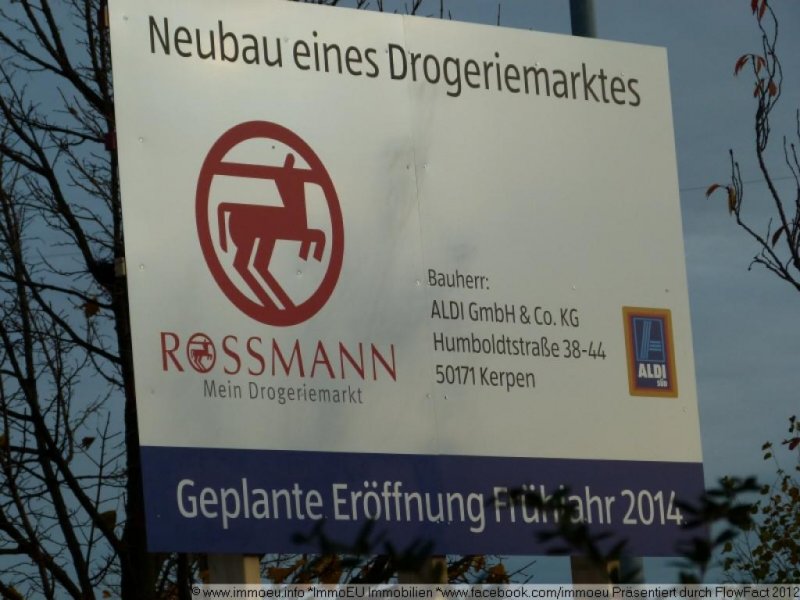 Neubau eines Drogeriemarktes
ROSSMANN
Mein Drogeriemarkt
Bauherr:
ALDI GmbH & Co. KG
Humboldtstraße 38-44
50171 Kerpen
ALDI
SÜD
Geplante Eröffnung Frühjahr 2014
© www.immoeu.info *ImmoEU Immobilien *www.facebook.com/immoeu Präsentiert durch FlowFact 2012